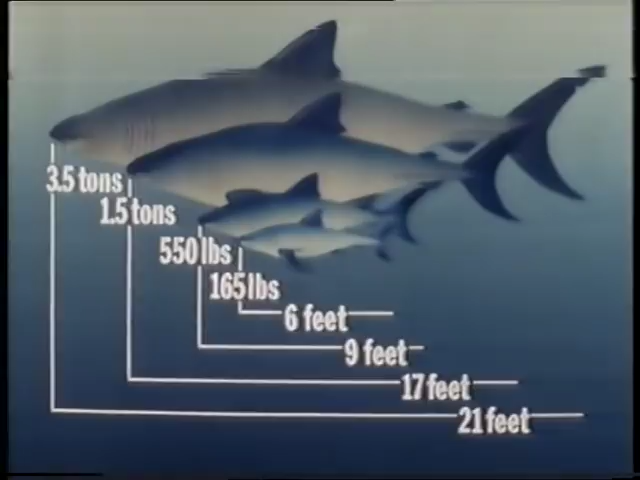 3.5 tons
1.5 tons
550 lbs
165 lbs
6 feet
9 feet
17 feet
21 feet